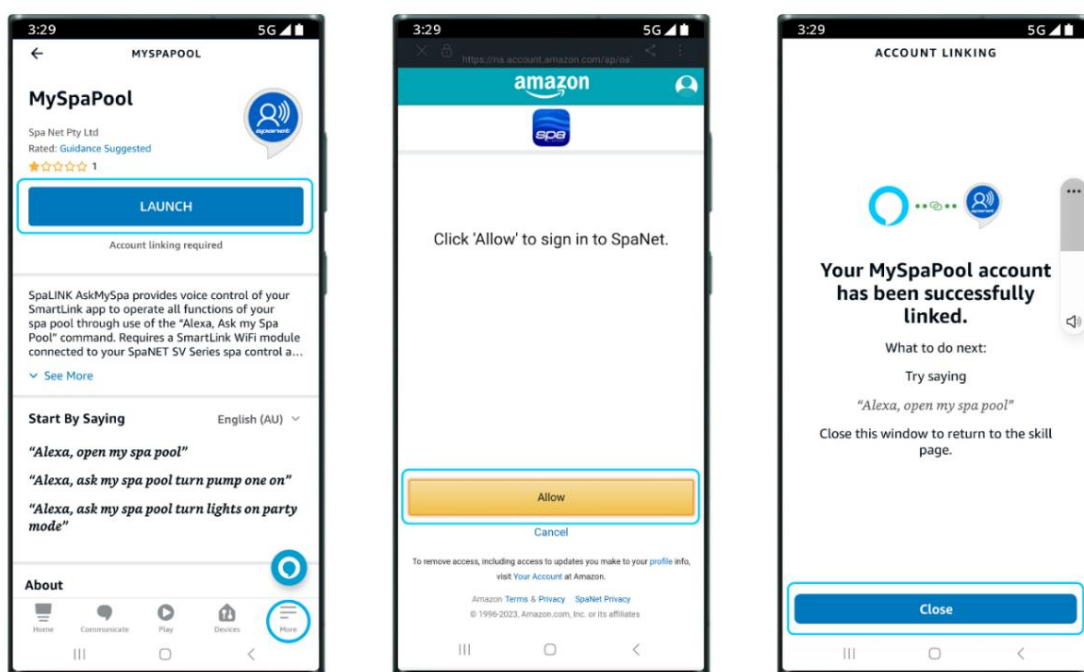 3:29
5G
MYSPAPOOL
MySpaPool
Spa Net Pty Ltd
Rated: Guidance Suggested
1
spanet
LAUNCH
Account linking required
SpaLINK AskMySpa provides voice control of your
SmartLink app to operate all functions of your
spa pool through use of the "Alexa, Ask my Spa
Pool" command. Requires a SmartLink WiFi module
connected to your SpaNET SV Series spa control a...
See More
Start By Saying
English (AU)
"Alexa, open my spa pool"
"Alexa, ask my spa pool turn pump one on"
"Alexa, ask my spa pool turn lights on party
mode"
About
Home
Communicate
Play
Devices
More
3:29
5G
https://na.account.amazon.com/ap/oa
amazon
spa
Click 'Allow' to sign in to SpaNet.
Allow
Cancel
To remove access, including access to updates you make to your profile info,
visit Your Account at Amazon.
Amazon Terms & Privacy SpaNet Privacy
© 1996-2023, Amazon.com, Inc. or its affiliates
3:29
5G
ACCOUNT LINKING
spanet
Your MySpaPool account
has been successfully
linked.
What to do next:
Try saying
"Alexa, open my spa pool"
Close this window to return to the skill
page.
Close